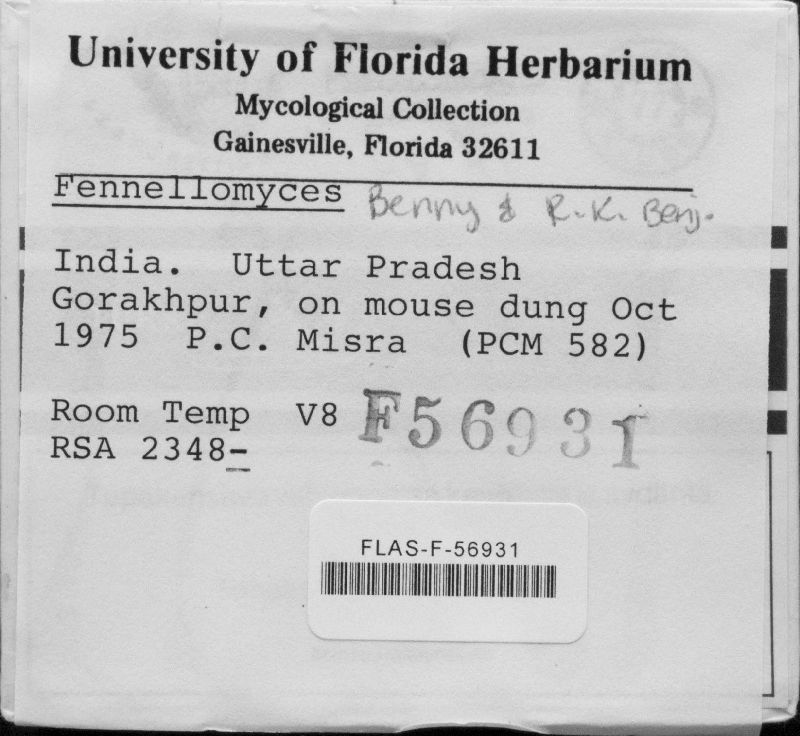 University of Florida Herbarium
Mycological Collection
Gainesville, Florida 32611
Fennellomyces Benny & R.K. Benj.
India. Uttar Pradesh
Gorakhpur, on mouse dung Oct
1975 P.C. Misra (PCM 582)
Room Temp V8 F56931
RSA 2348-
FLAS-F-56931